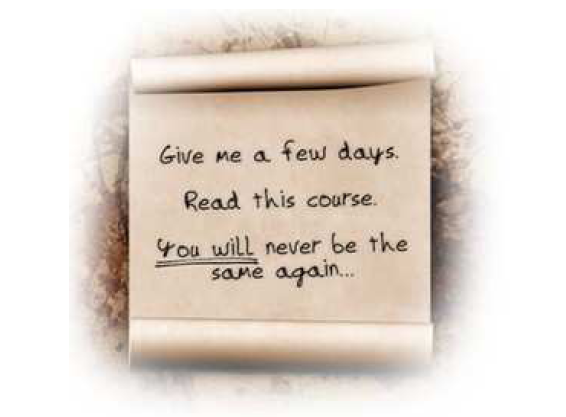 Give me a few days.
Read this course.
You will never be the
same again...